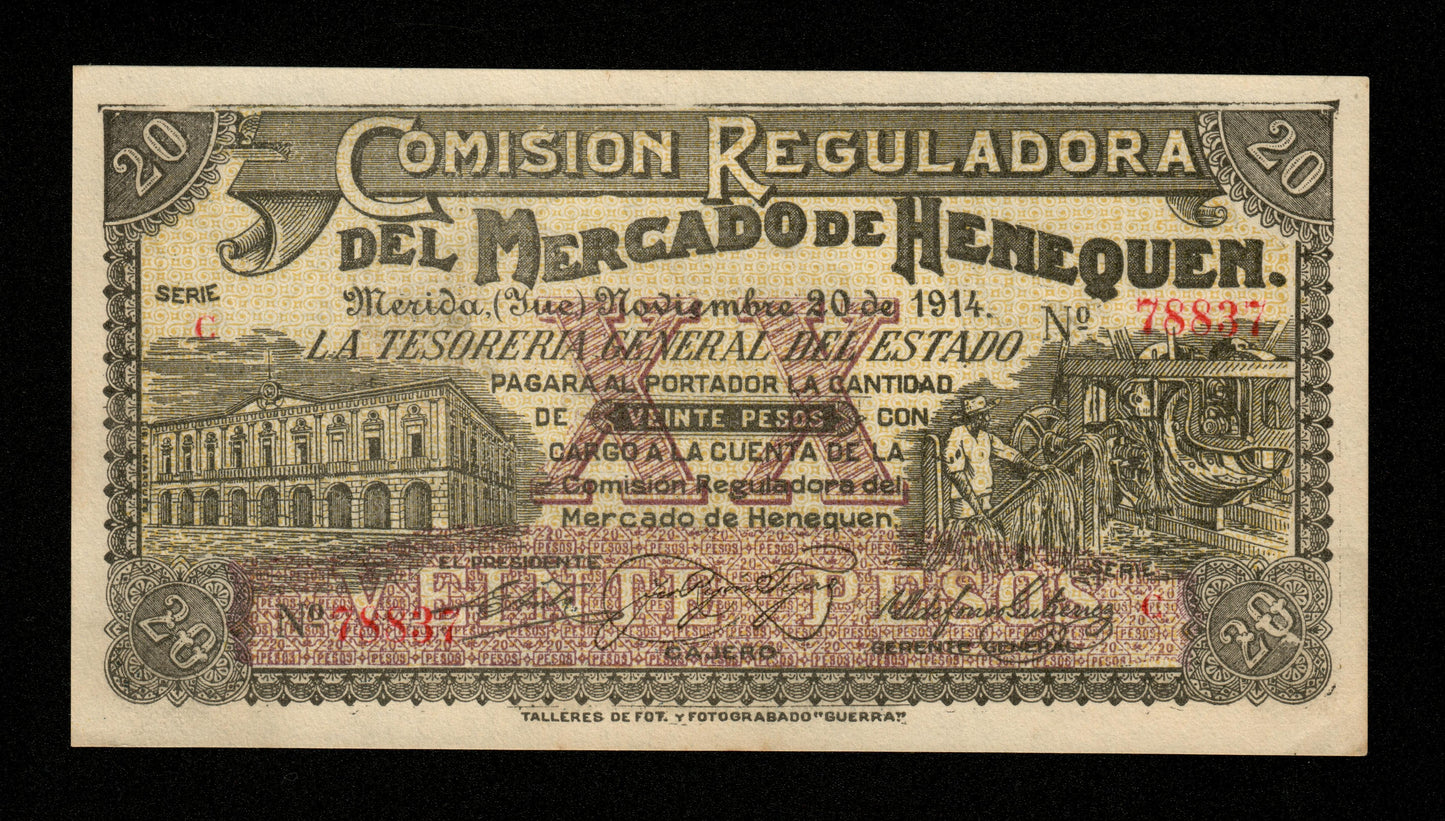 20 COMISION REGULADORA 20
DEL MERCADO DE HENEQUEN.
SERIE
C
Merida, (Yuc) Noviembre 20 de 1914.
Nº 78837
LA TESORERIA GENERAL DEL ESTADO
PAGARA AL PORTADOR LA CANTIDAD
DE VEINTE PESOS CON
CARGO A LA CUENTA DE LA
Comisión Reguladora del
Mercado de Henequen.
XX
EL PRESIDENTE
SERIE
C
VEINTE PESOS
Nº 78837
CAJERO
GERENTE GENERAL
20 20
TALLERES DE FOT. Y FOTOGRABADO "GUERRA"